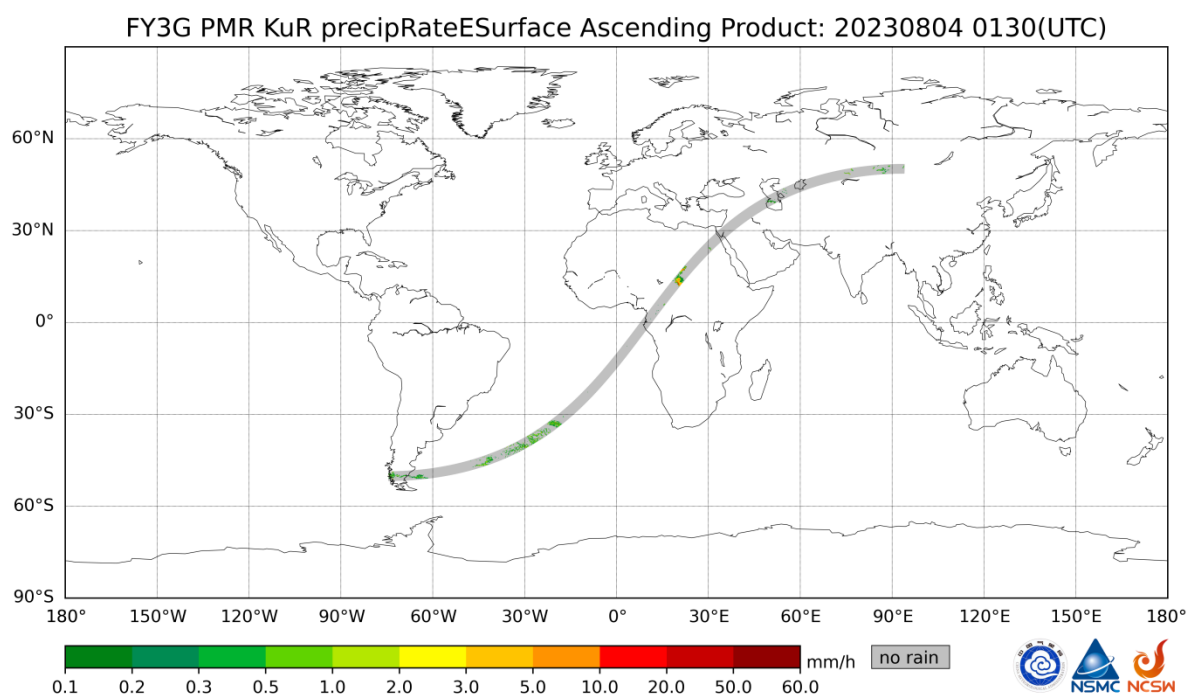 FY3G PMR KuR precipRateESurface Ascending Product: 20230804 0130(UTC)
60°N
30°N
0°
30°S
60°S
90°S
180° 150°W 120°W 90°W 60°W 30°W 0° 30°E 60°E 90°E 120°E 150°E 180°
mm/h
no rain
0.1 0.2 0.3 0.5 1.0 2.0 3.0 5.0 10.0 20.0 50.0 60.0
NSMC NCSW